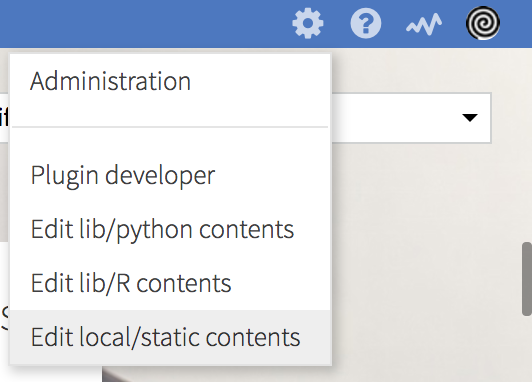 Administration
Plugin developer
Edit lib/python contents
Edit lib/R contents
Edit local/static contents